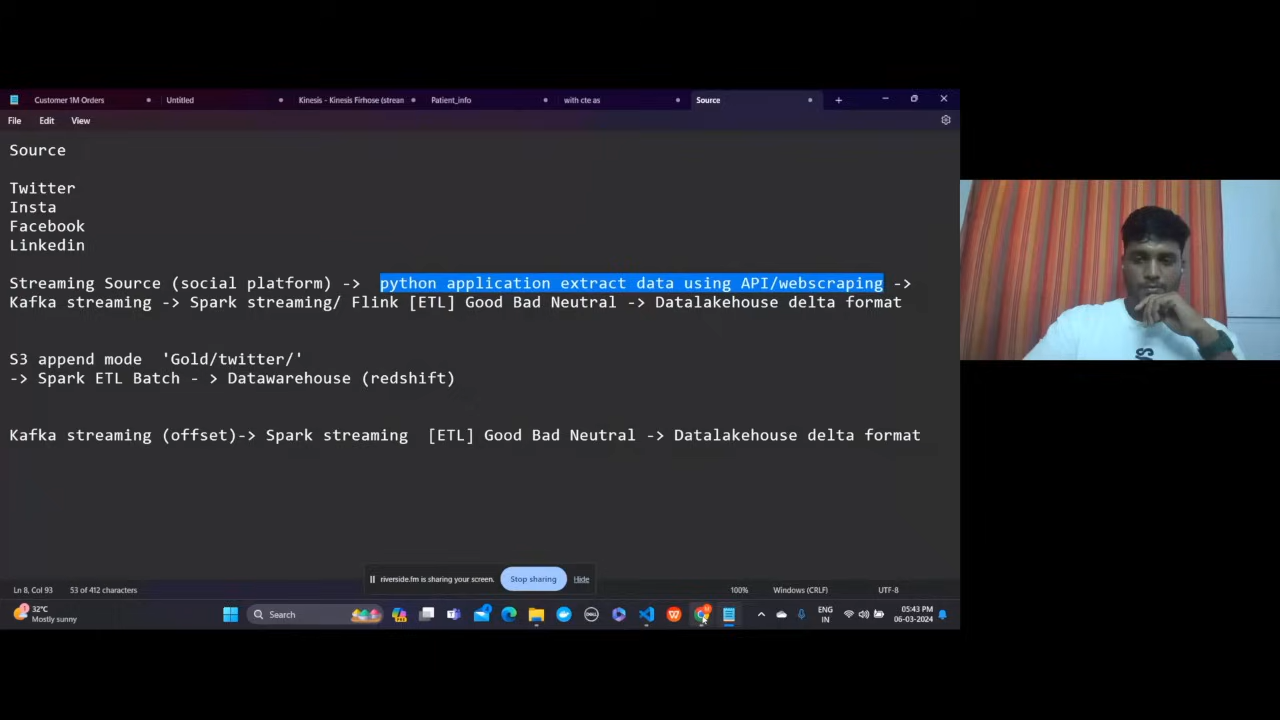 Customer 1M Orders
Untitled
Kinesis - Kinesis Firhose (strean
Patient_info
with cte as
Source
File Edit View
Source
Twitter
Insta
Facebook
Linkedin
Streaming Source (social platform) -> python application extract data using API/webscraping ->
Kafka streaming -> Spark streaming/ Flink [ETL] Good Bad Neutral -> Datalakehouse delta format
S3 append mode 'Gold/twitter/'
-> Spark ETL Batch - > Datawarehouse (redshift)
Kafka streaming (offset)-> Spark streaming [ETL] Good Bad Neutral -> Datalakehouse delta format
riverside.fm is sharing your screen. Stop sharing Hide
Ln 8, Col 93 53 of 412 characters 100% Windows (CRLF) UTF-8
32°C
Mostly sunny
Search
DELL
ENG
IN
05:43 PM
06-03-2024